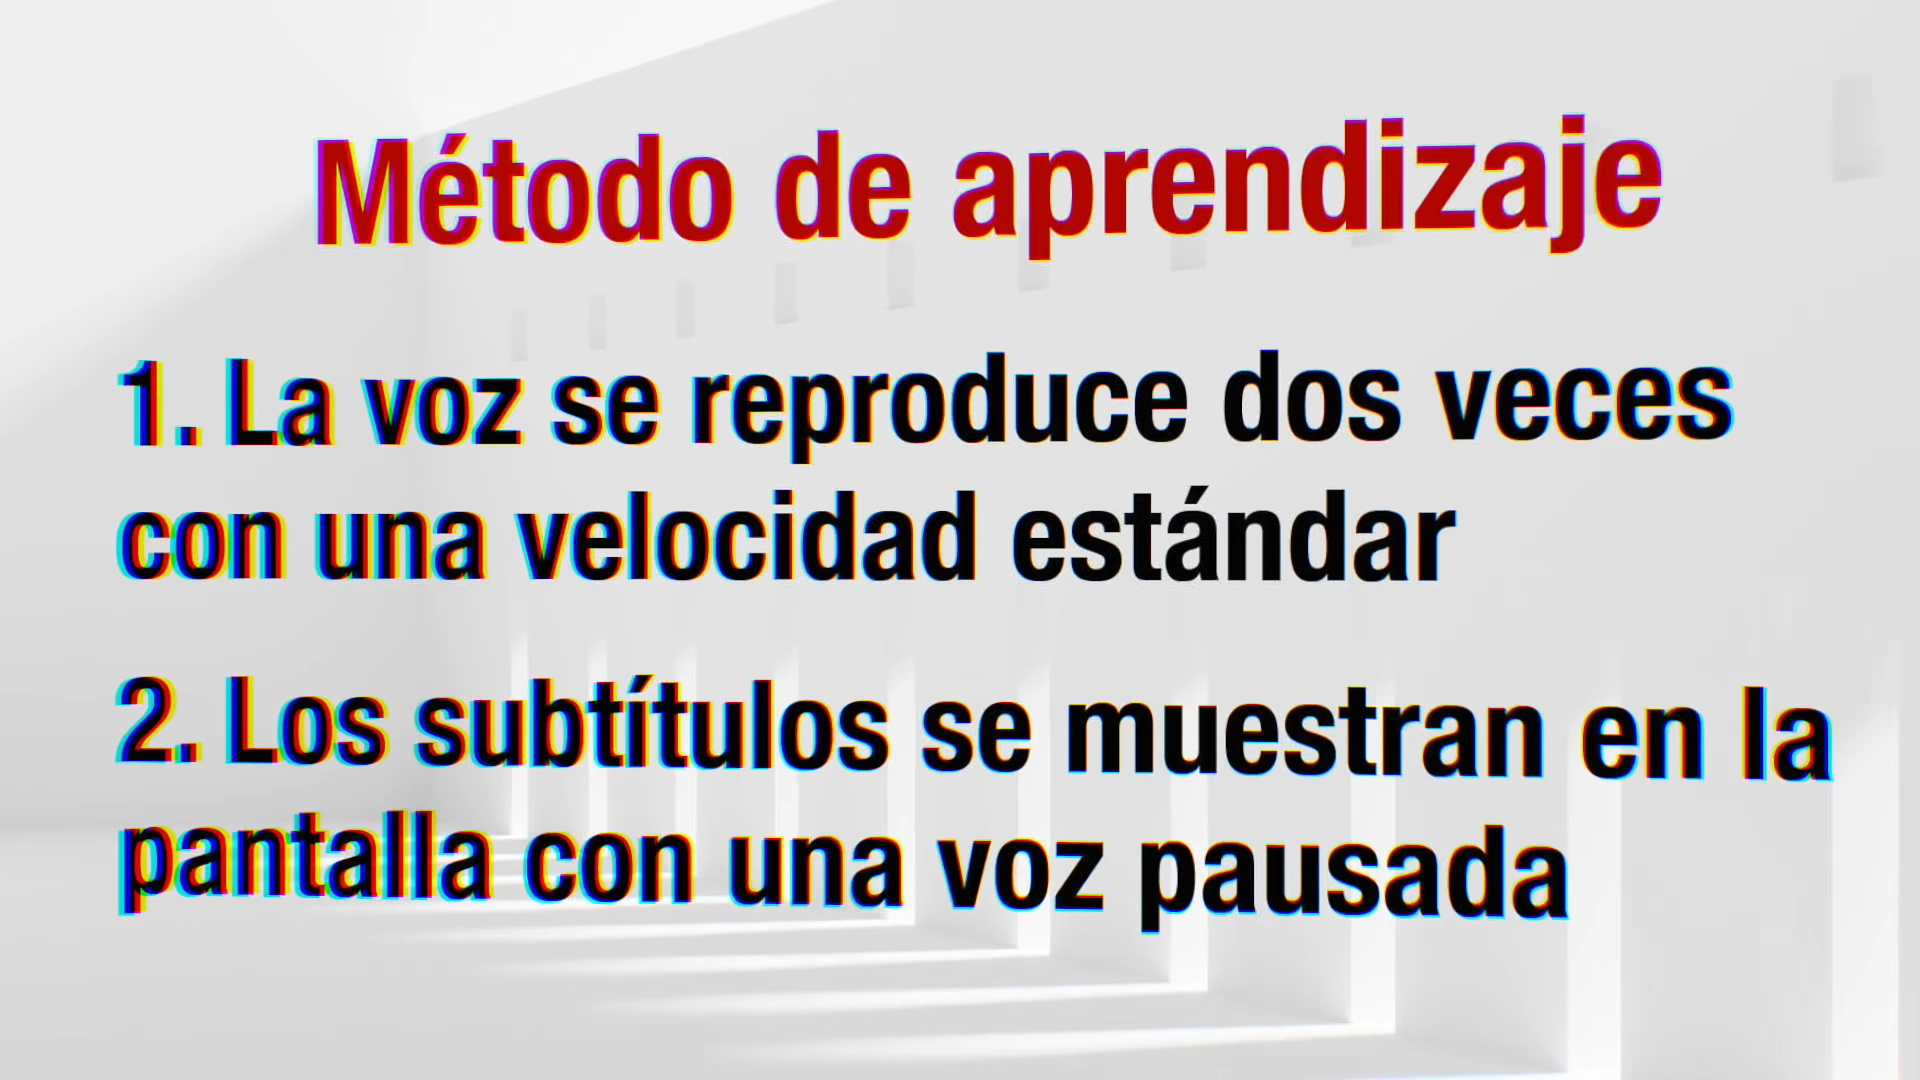 Método de aprendizaje
1. La voz se reproduce dos veces
con una velocidad estándar
2. Los subtítulos se muestran en la
pantalla con una voz pausada